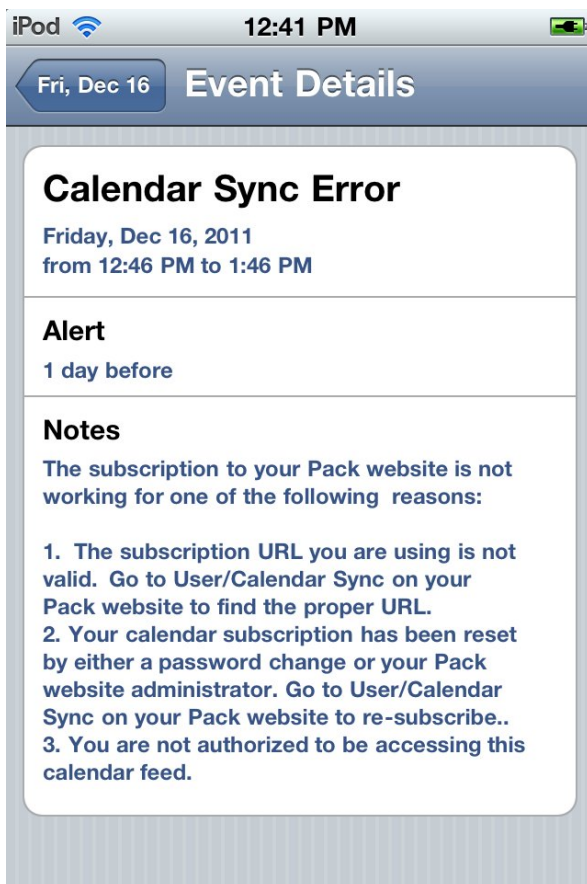 iPod 12:41 PM
Fri, Dec 16 Event Details
Calendar Sync Error
Friday, Dec 16, 2011
from 12:46 PM to 1:46 PM
Alert
1 day before
Notes
The subscription to your Pack website is not
working for one of the following  reasons:
1.  The subscription URL you are using is not
valid.  Go to User/Calendar Sync on your
Pack website to find the proper URL.
2. Your calendar subscription has been reset
by either a password change or your Pack
website administrator. Go to User/Calendar
Sync on your Pack website to re-subscribe..
3. You are not authorized to be accessing this
calendar feed.